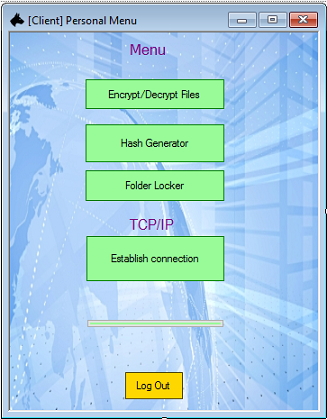 [Client] Personal Menu
Menu
Encrypt/Decrypt Files
Hash Generator
Folder Locker
TCP/IP
Establish connection
Log Out